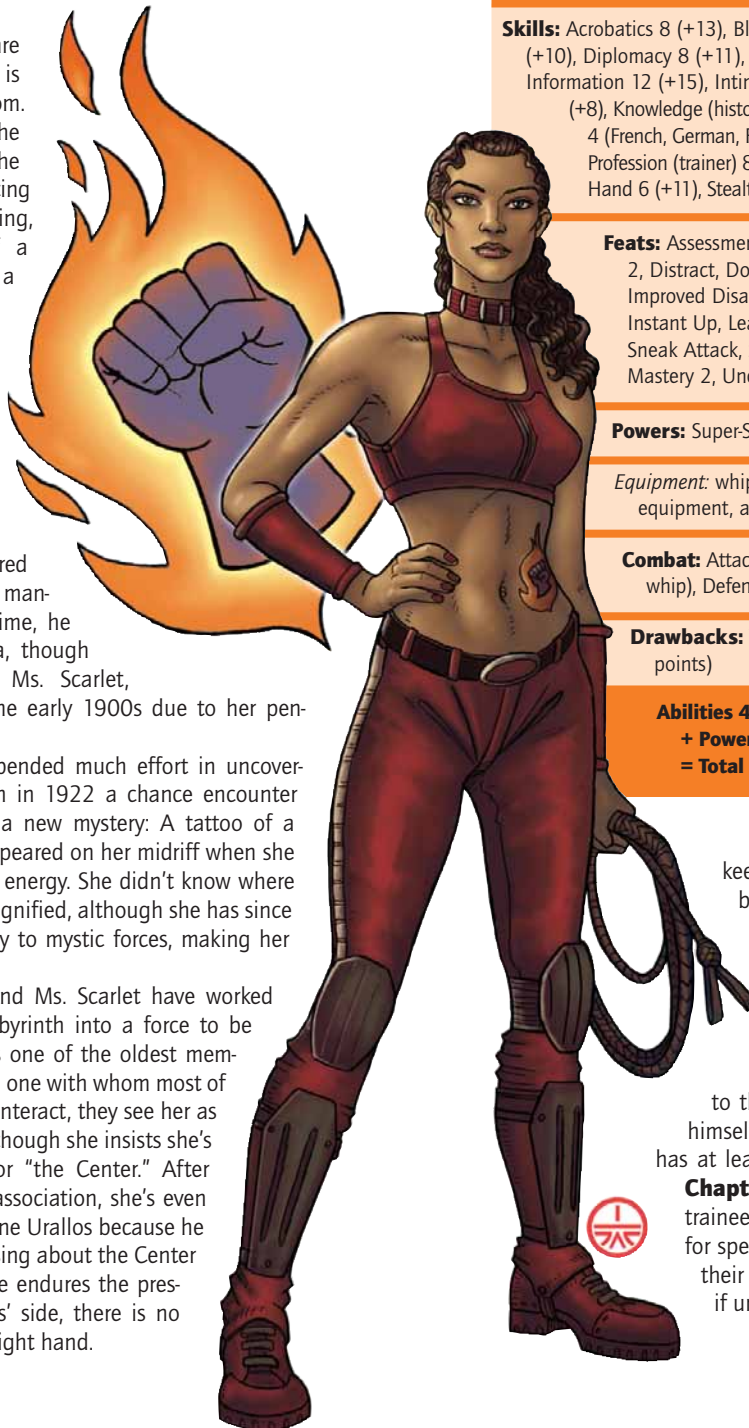 ure
is
om.
he
he
ting
ing,
a
a
red
man-
ime, he
a, though
Ms. Scarlet,
ne early 1900s due to her pen-
pended much effort in uncover-
n in 1922 a chance encounter
a new mystery: A tattoo of a
peared on her midriff when she
energy. She didn't know where
gnified, although she has since
y to mystic forces, making her
nd Ms. Scarlet have worked
byrinth into a force to be
s one of the oldest mem-
one with whom most of
nteract, they see her as
though she insists she's
or “the Center.” After
association, she's even
ne Urallos because he
sing about the Center
e endures the pres-
s' side, there is no
ight hand.
Skills: Acrobatics 8 (+13), Bl
(+10), Diplomacy 8 (+11),
Information 12 (+15), Intin
(+8), Knowledge (histo
4 (French, German,
Profession (trainer) 8
Hand 6 (+11), Stealt
Feats: Assessmen
2, Distract, Do
Improved Disa
Instant Up, Lea
Sneak Attack,
Mastery 2, Un
Powers: Super-S
Equipment: whip
equipment, a
Combat: Attac
whip), Defen
Drawbacks:
points)
Abilities 4
+ Power
= Total
kee
b
to th
himsel
has at lea
Chapt
trainee
for spe
their
if un